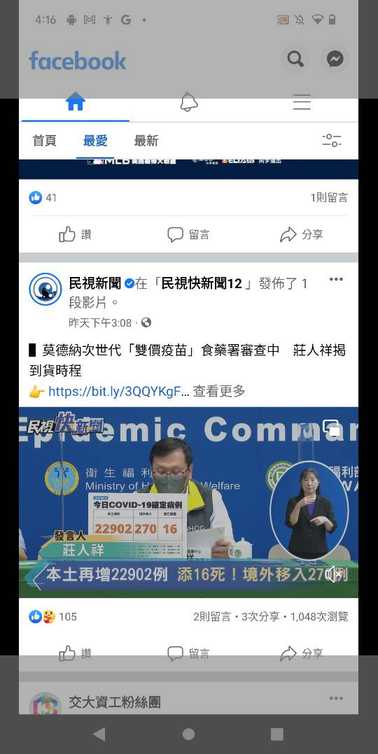 4:16
facebook
首頁
最愛
最新
41
1則留言
讚
留言
分享
民視新聞 在「民視快新聞12 」發佈了 1
段影片。
昨天下午3:08 ·
莫德納次世代「雙價疫苗」食藥署審查中 莊人祥揭
到貨時程
👉 https://bit.ly/3QQYKgF… 查看更多
民視快新聞
Epidemic Comman
衛生福利
Ministry of Health Welfare
今日COVID-19確定病例
22902 270 16
發言人
莊人祥
本土再增22902例 添16死！境外移入270例
105
2則留言・3次分享・1,048次瀏覽
讚
留言
分享
交大資工粉絲團